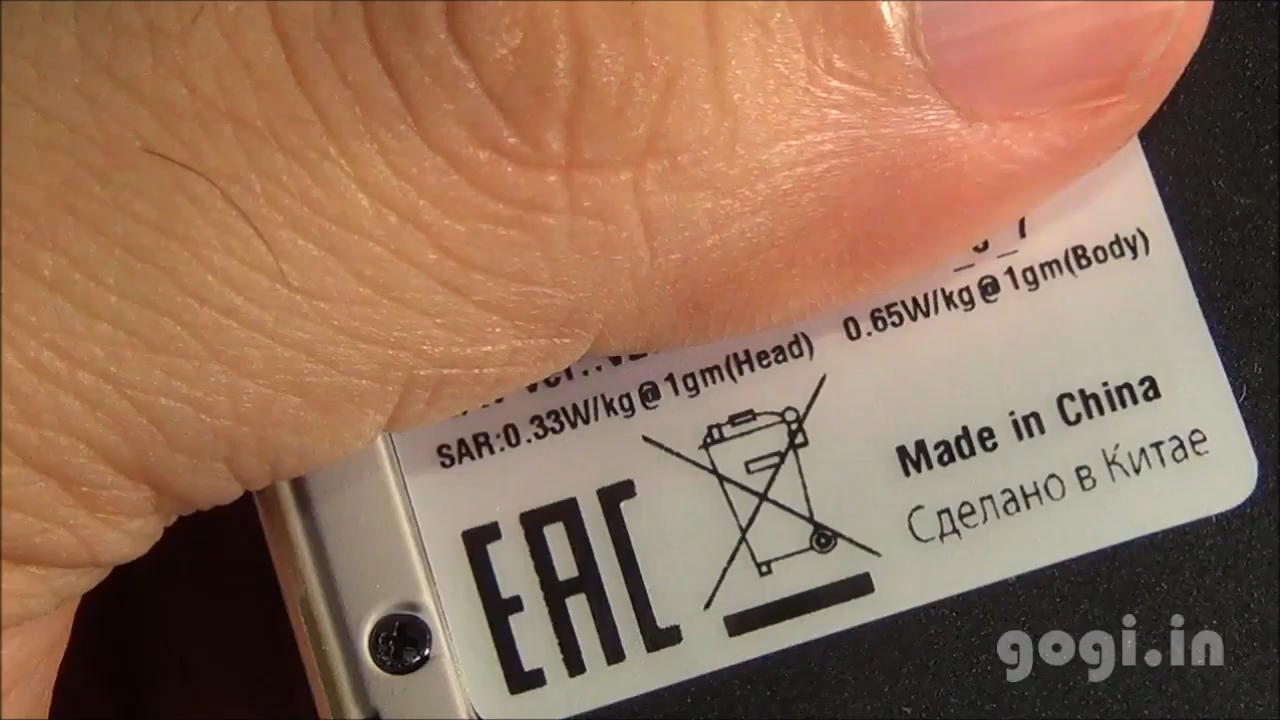 SAR:0.33W/kg@1gm(Head) 0.65W/kg@1gm(Body)
EAC
Made in China
Сделано в Китае
gogi.in